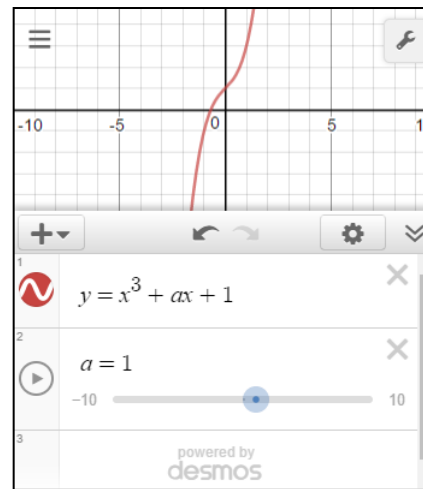 -10 -5 0 5 1
1
y = x³ + ax + 1
2
a = 1
-10 10
3
powered by
desmos